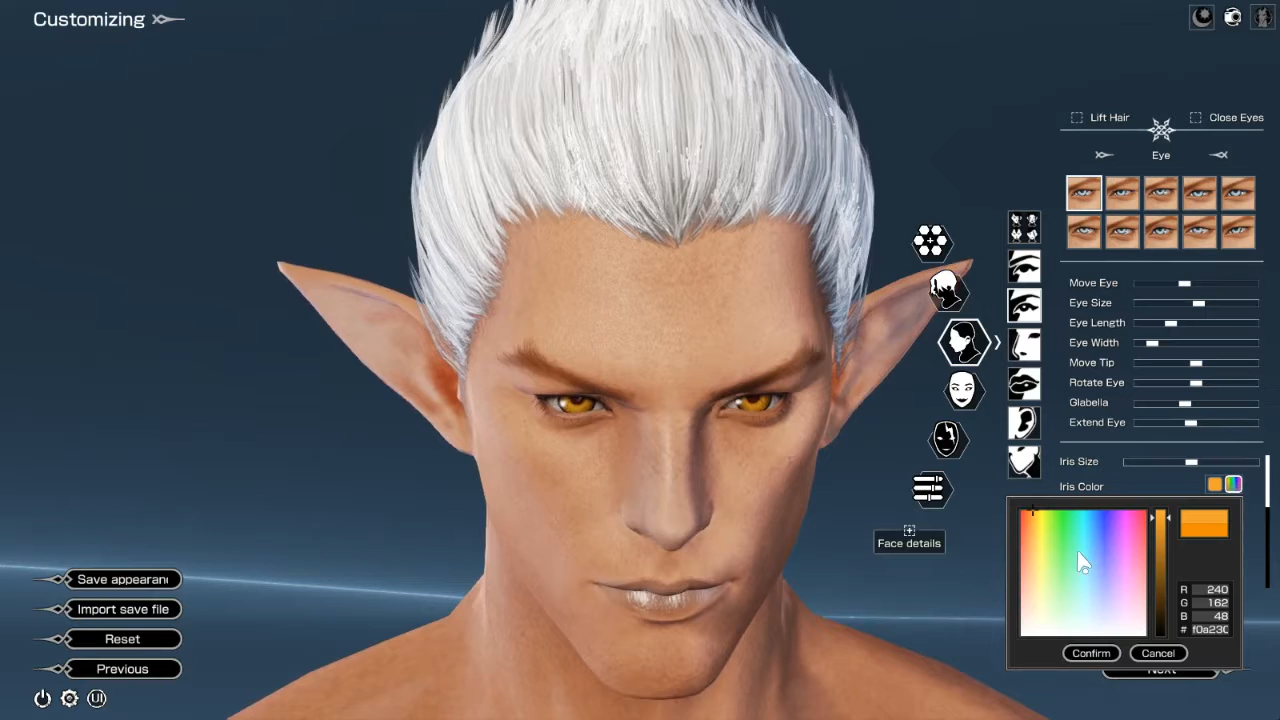 Customizing
Lift Hair
Close Eyes
Eye
Move Eye
Eye Size
Eye Length
Eye Width
Move Tip
Rotate Eye
Glabella
Extend Eye
Iris Size
Iris Color
Face details
R 240
G 162
B 48
# f0a230
Confirm
Cancel
Next
Save appearan
Import save file
Reset
Previous
UI